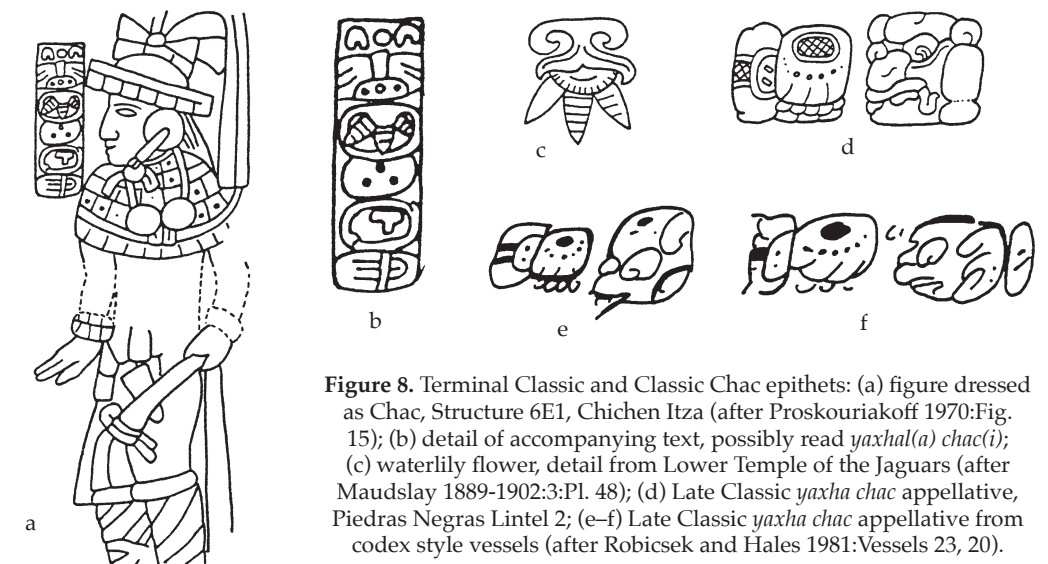 a
b
c
d
e
f
Figure 8. Terminal Classic and Classic Chac epithets: (a) figure dressed
as Chac, Structure 6E1, Chichen Itza (after Proskouriakoff 1970:Fig.
15); (b) detail of accompanying text, possibly read yaxhal(a) chac(i);
(c) waterlily flower, detail from Lower Temple of the Jaguars (after
Maudslay 1889-1902:3:Pl. 48); (d) Late Classic yaxha chac appellative,
Piedras Negras Lintel 2; (e–f) Late Classic yaxha chac appellative from
codex style vessels (after Robicsek and Hales 1981:Vessels 23, 20).